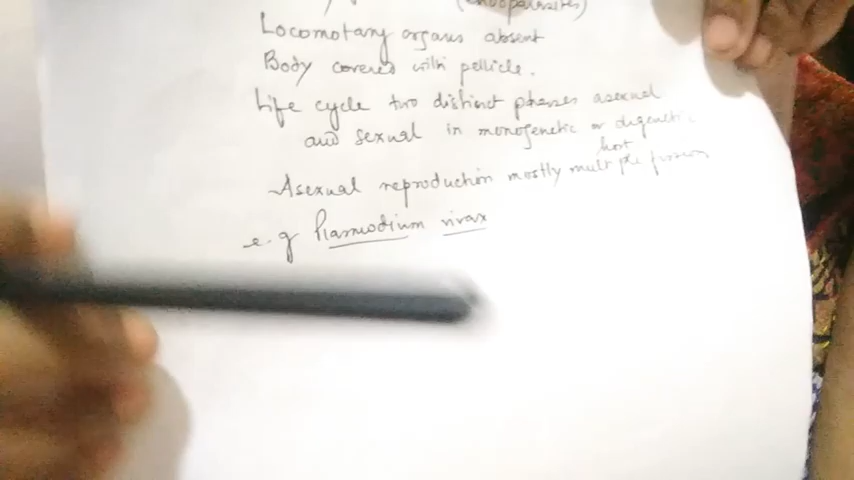 (endoparasites)
Locomotary organs absent
Body covered with pellicle.
Life cycle two distinct phases asexual
and sexual in monogenetic or digenetic
host
Asexual reproduction mostly multiple fission
e.g Plasmodium vivax